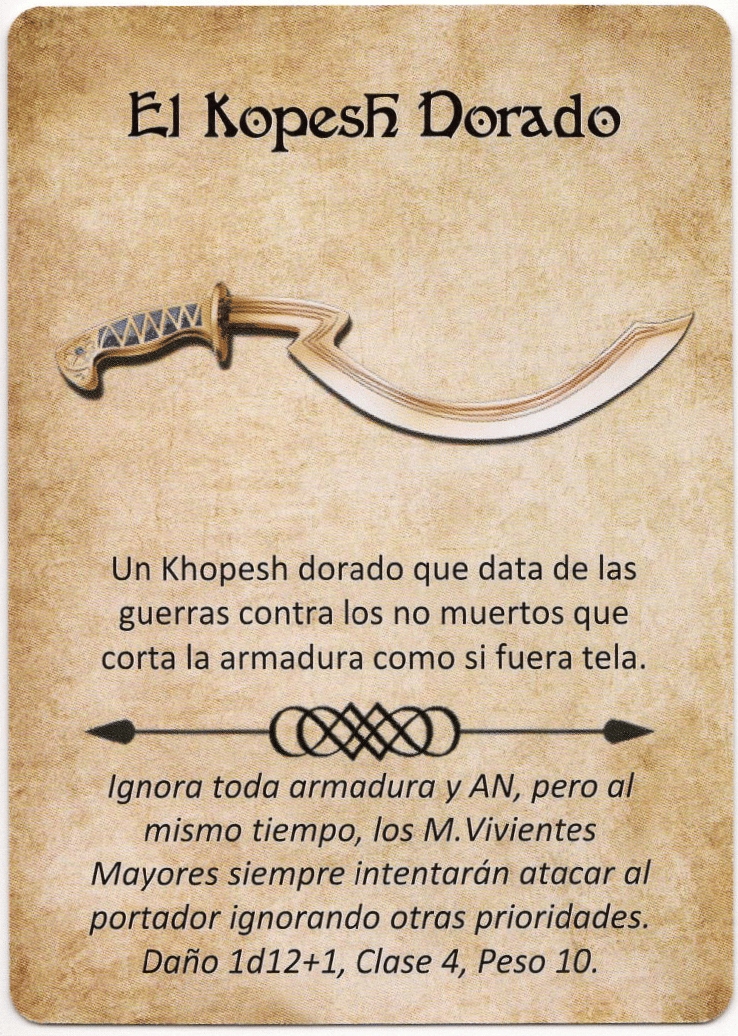 El Kopesh Dorado
Un Khopesh dorado que data de las
guerras contra los no muertos que
corta la armadura como si fuera tela.
Ignora toda armadura y AN, pero al
mismo tiempo, los M.Vivientes
Mayores siempre intentarán atacar al
portador ignorando otras prioridades.
Daño 1d12+1, Clase 4, Peso 10.